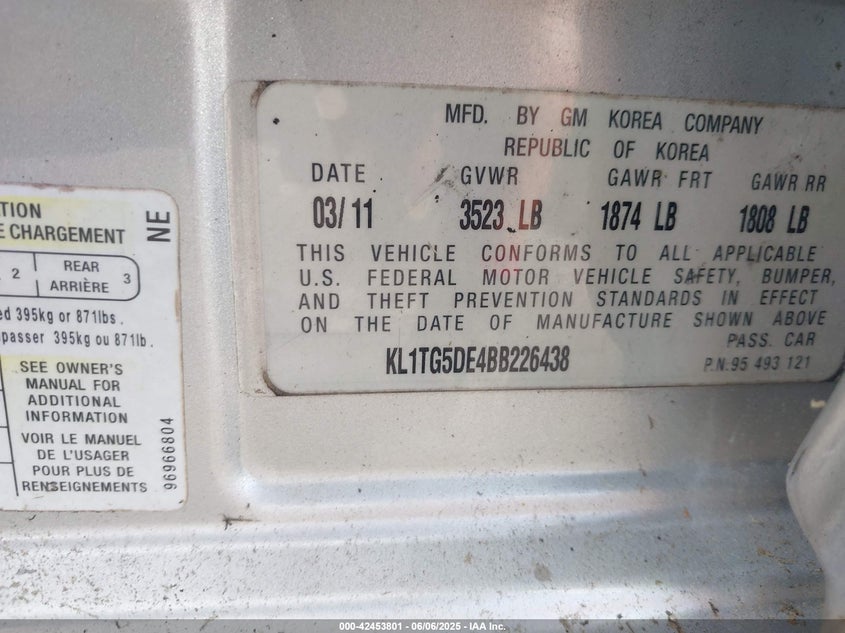 MFD. BY GM KOREA COMPANY
REPUBLIC OF KOREA
DATE GVWR GAWR FRT GAWR RR
03/11 3523 LB 1874 LB 1808 LB
THIS VEHICLE CONFORMS TO ALL APPLICABLE
U.S. FEDERAL MOTOR VEHICLE SAFETY, BUMPER,
AND THEFT PREVENTION STANDARDS IN EFFECT
ON THE DATE OF MANUFACTURE SHOWN ABOVE
PASS. CAR
KL1TG5DE4BB226438
P.N.95 493 121
TION
E CHARGEMENT
NE
2 REAR
ARRIÈRE 3
ed 395kg or 871lbs.
passer 395kg ou 871lb.
SEE OWNER'S
MANUAL FOR
ADDITIONAL
INFORMATION
VOIR LE MANUEL
DE L'USAGER
POUR PLUS DE
RENSEIGNEMENTS
96966804
000-42453801 - 06/06/2025 - IAA Inc.